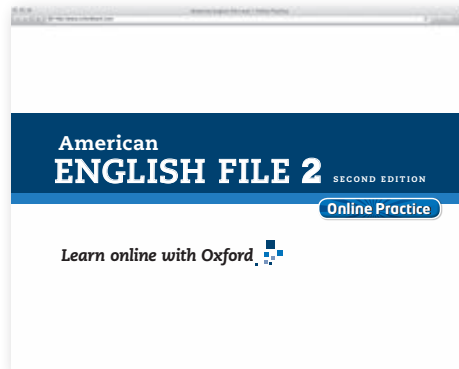 American
ENGLISH FILE 2 SECOND EDITION
Online Practice
Learn online with Oxford